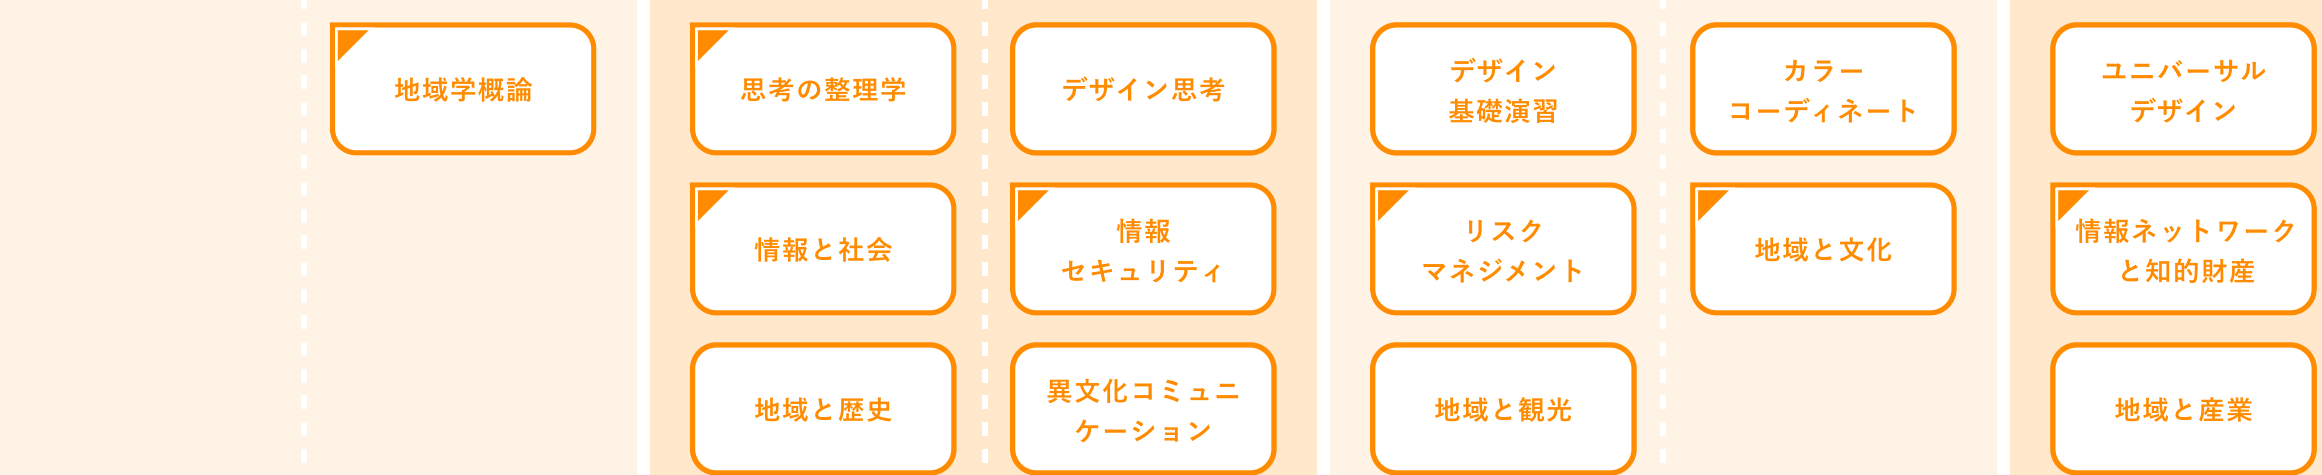 地域学概論
思考の整理学
デザイン思考
デザイン
基礎演習
カラー
コーディネート
ユニバーサル
デザイン
情報と社会
情報
セキュリティ
リスク
マネジメント
地域と文化
情報ネットワーク
と知的財産
地域と歴史
異文化コミュニ
ケーション
地域と観光
地域と産業